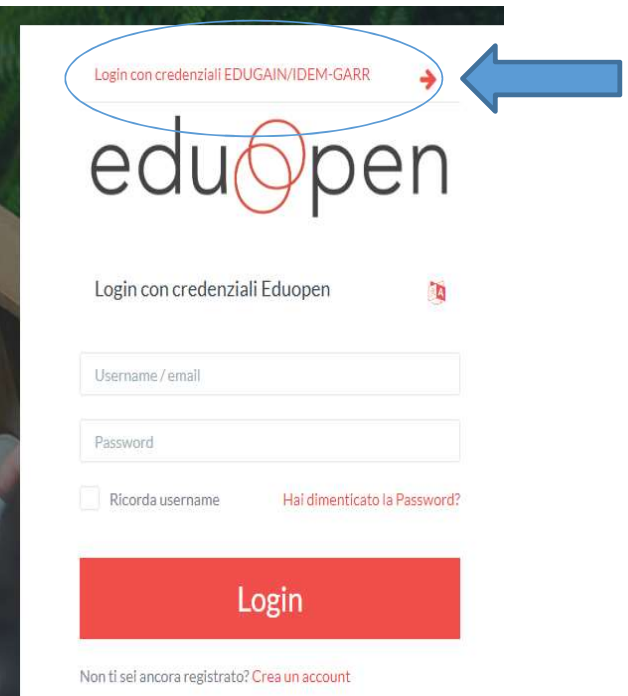 Login con credenziali EDUGAIN/IDEM-GARR
eduOpen
Login con credenziali Eduopen
A
Username / email
Password
Ricorda username Hai dimenticato la Password?
Login
Non ti sei ancora registrato? Crea un account